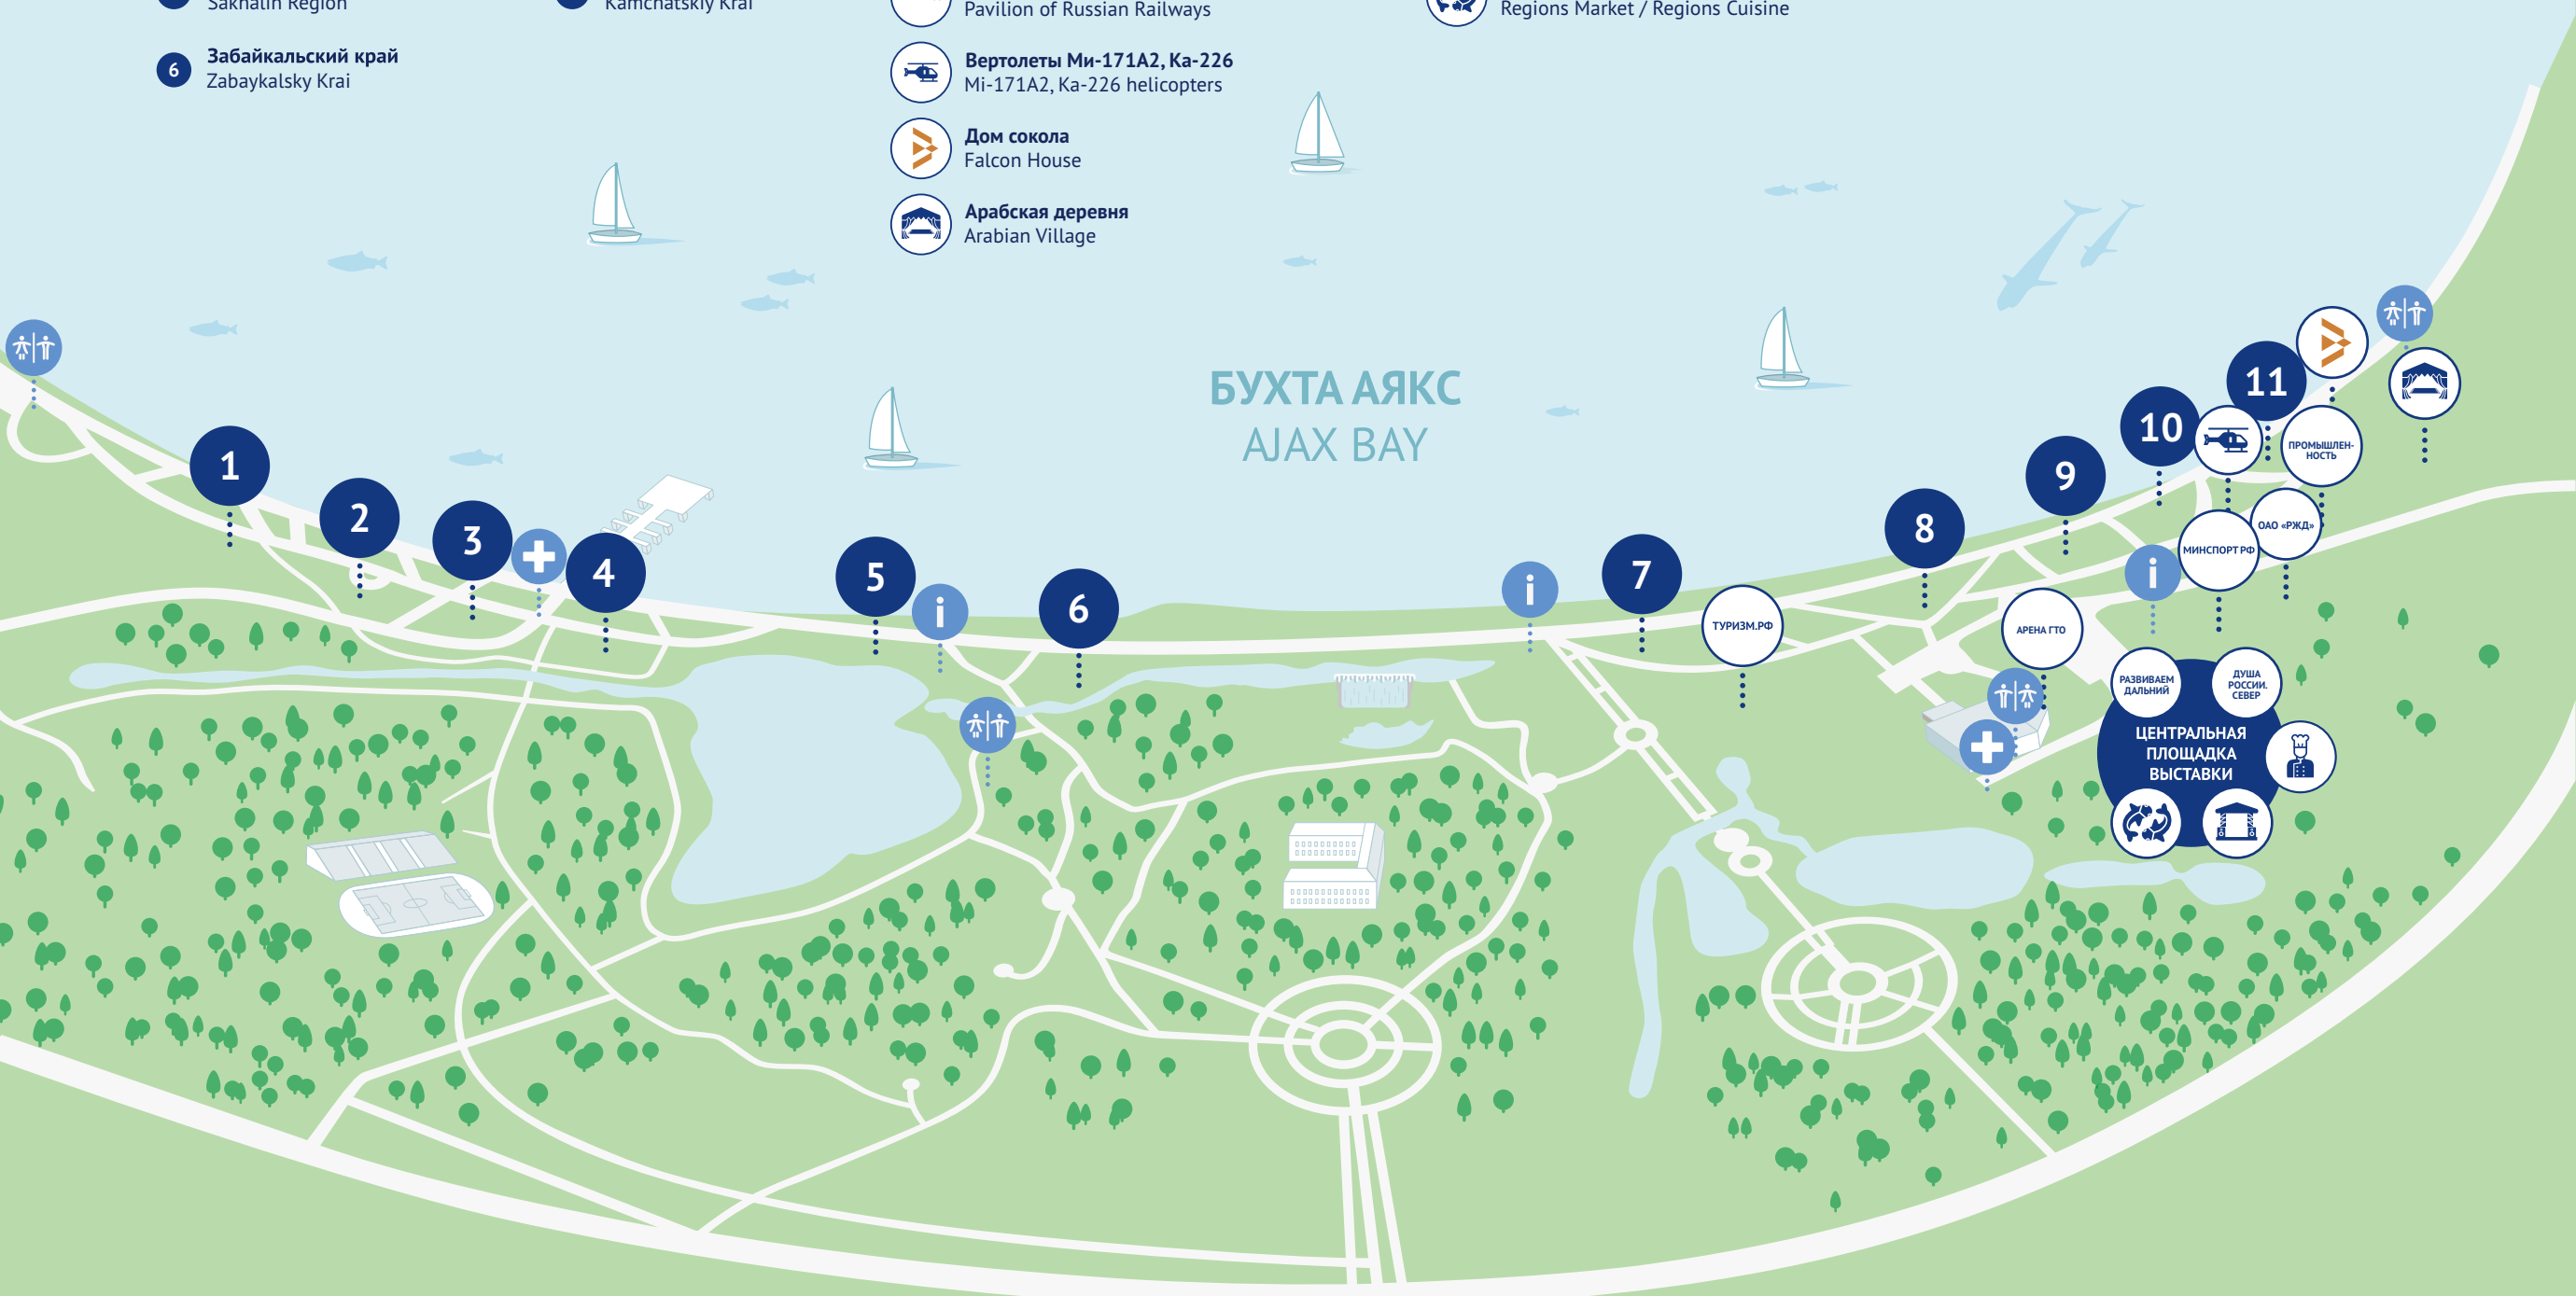 Sakhalin Region
Kamchatskiy Krai
Pavilion of Russian Railways
Regions Market / Regions Cuisine
6
Забайкальский край
Zabaykalsky Krai
Вертолеты Ми-171А2, Ка-226
Mi-171A2, Ka-226 helicopters
Дом сокола
Falcon House
Арабская деревня
Arabian Village
БУХТА АЯКС
AJAX BAY
1
2
3
4
5
i
6
i
7
ТУРИЗМ.РФ
8
9
10
11
ПРОМЫШЛЕН-
НОСТЬ
ОАО «РЖД»
МИНСПОРТ РФ
i
АРЕНА ГТО
РАЗВИВАЕМ
ДАЛЬНИЙ
ДУША
РОССИИ.
СЕВЕР
ЦЕНТРАЛЬНАЯ
ПЛОЩАДКА
ВЫСТАВКИ